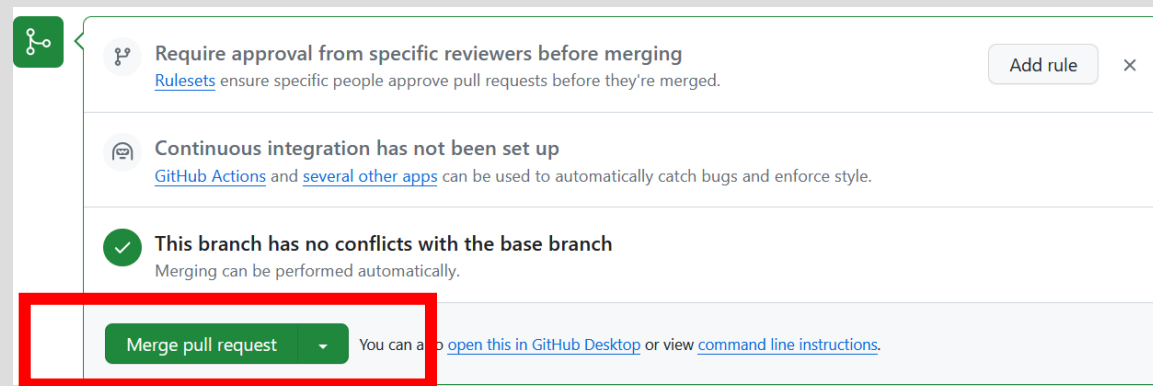 Require approval from specific reviewers before merging
Rulesets ensure specific people approve pull requests before they're merged.
Add rule
Continuous integration has not been set up
GitHub Actions and several other apps can be used to automatically catch bugs and enforce style.
This branch has no conflicts with the base branch
Merging can be performed automatically.
Merge pull request
You can open this in GitHub Desktop or view command line instructions.